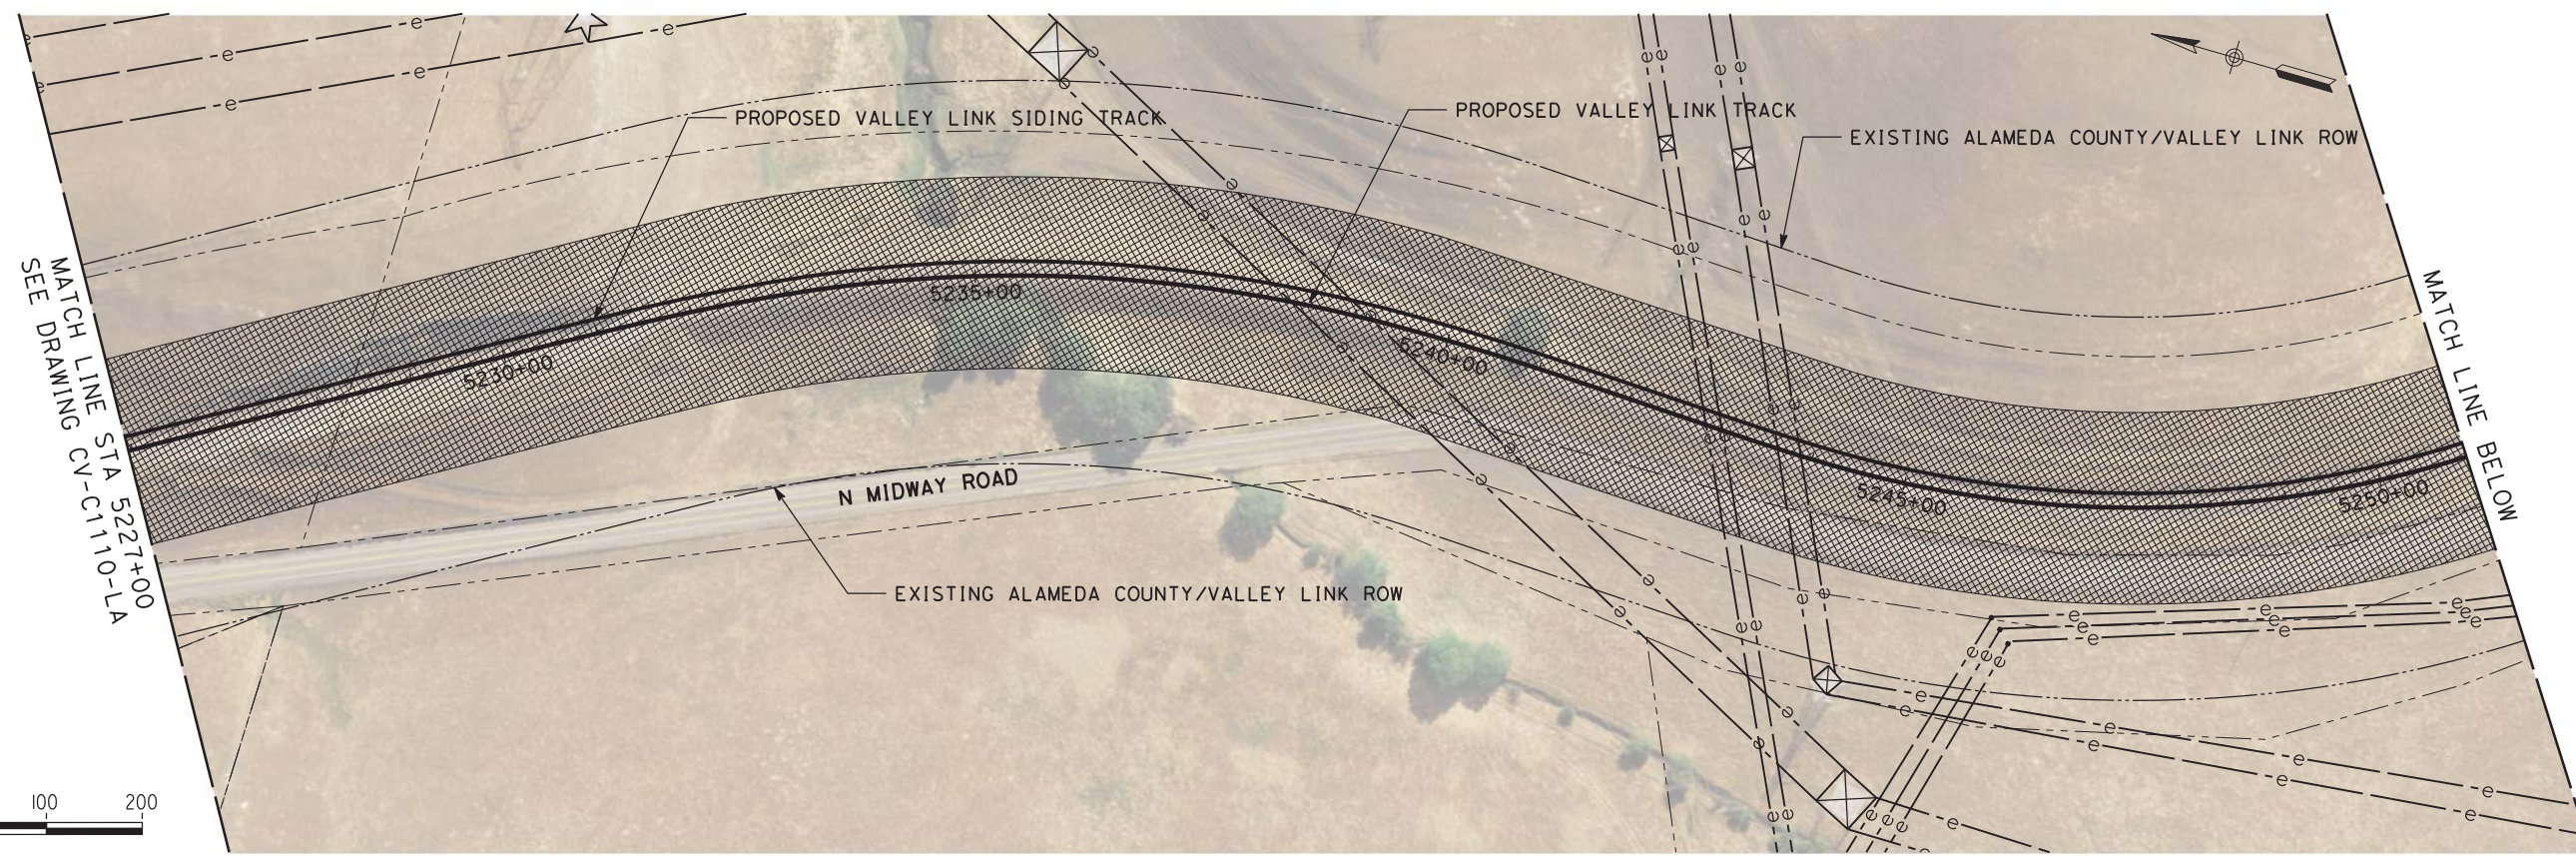 PROPOSED VALLEY LINK SIDING TRACK
PROPOSED VALLEY LINK TRACK
EXISTING ALAMEDA COUNTY/VALLEY LINK ROW
MATCH LINE STA 5227+00
SEE DRAWING CV-C1110-LA
5230+00
5235+00
5240+00
5245+00
5250+00
MATCH LINE BELOW
N MIDWAY ROAD
EXISTING ALAMEDA COUNTY/VALLEY LINK ROW
100 200